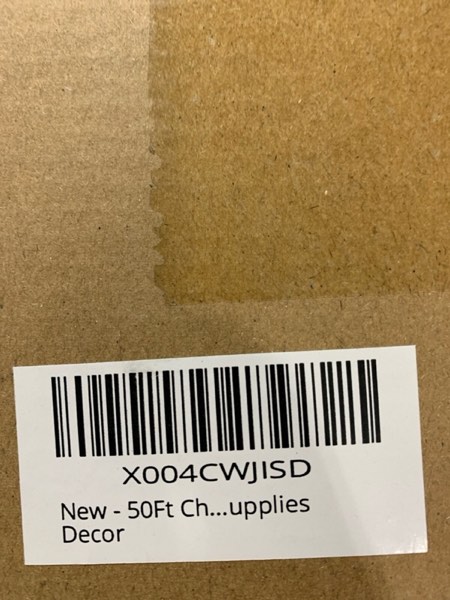 X004CWJISD
New - 50Ft Ch...upplies
Decor